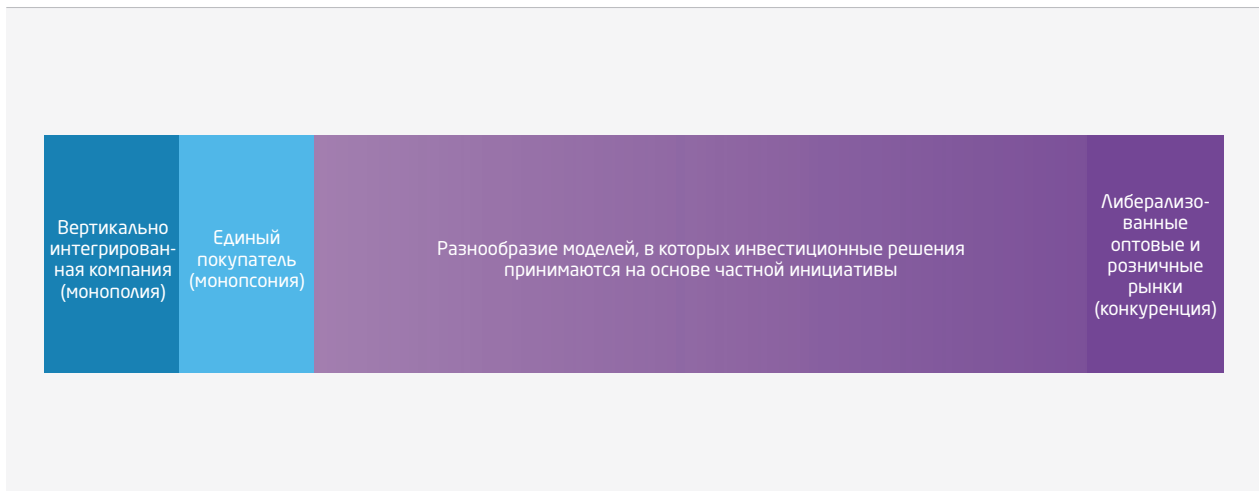 Вертикально
интегрирован-
ная компания
(монополия)
Единый
покупатель
(монопсония)
Разнообразие моделей, в которых инвестиционные решения
принимаются на основе частной инициативы
Либерализо-
ванные
оптовые и
розничные
рынки
(конкуренция)